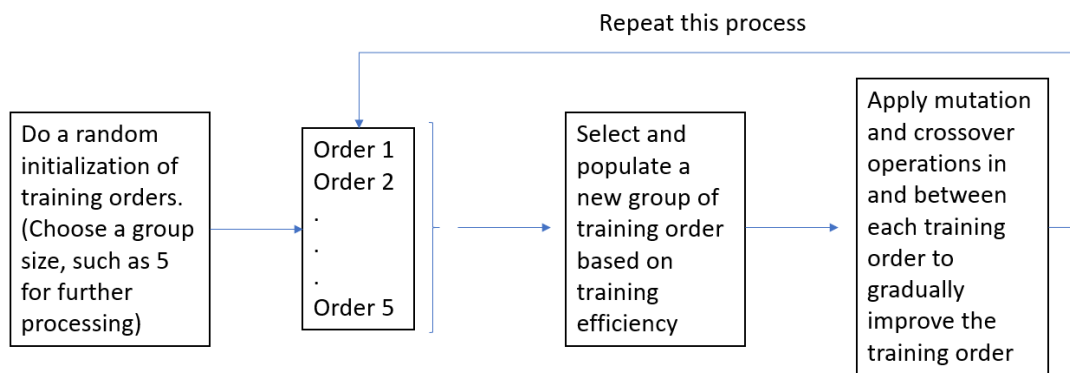 Repeat this process
Do a random
initialization of
training orders.
(Choose a group
size, such as 5
for further
processing)
Order 1
Order 2
.
.
.
Order 5
Select and
populate a new
group of
training order
based on
training
efficiency
Apply mutation
and crossover
operations in
and between
each training
order to
gradually
improve the
training order